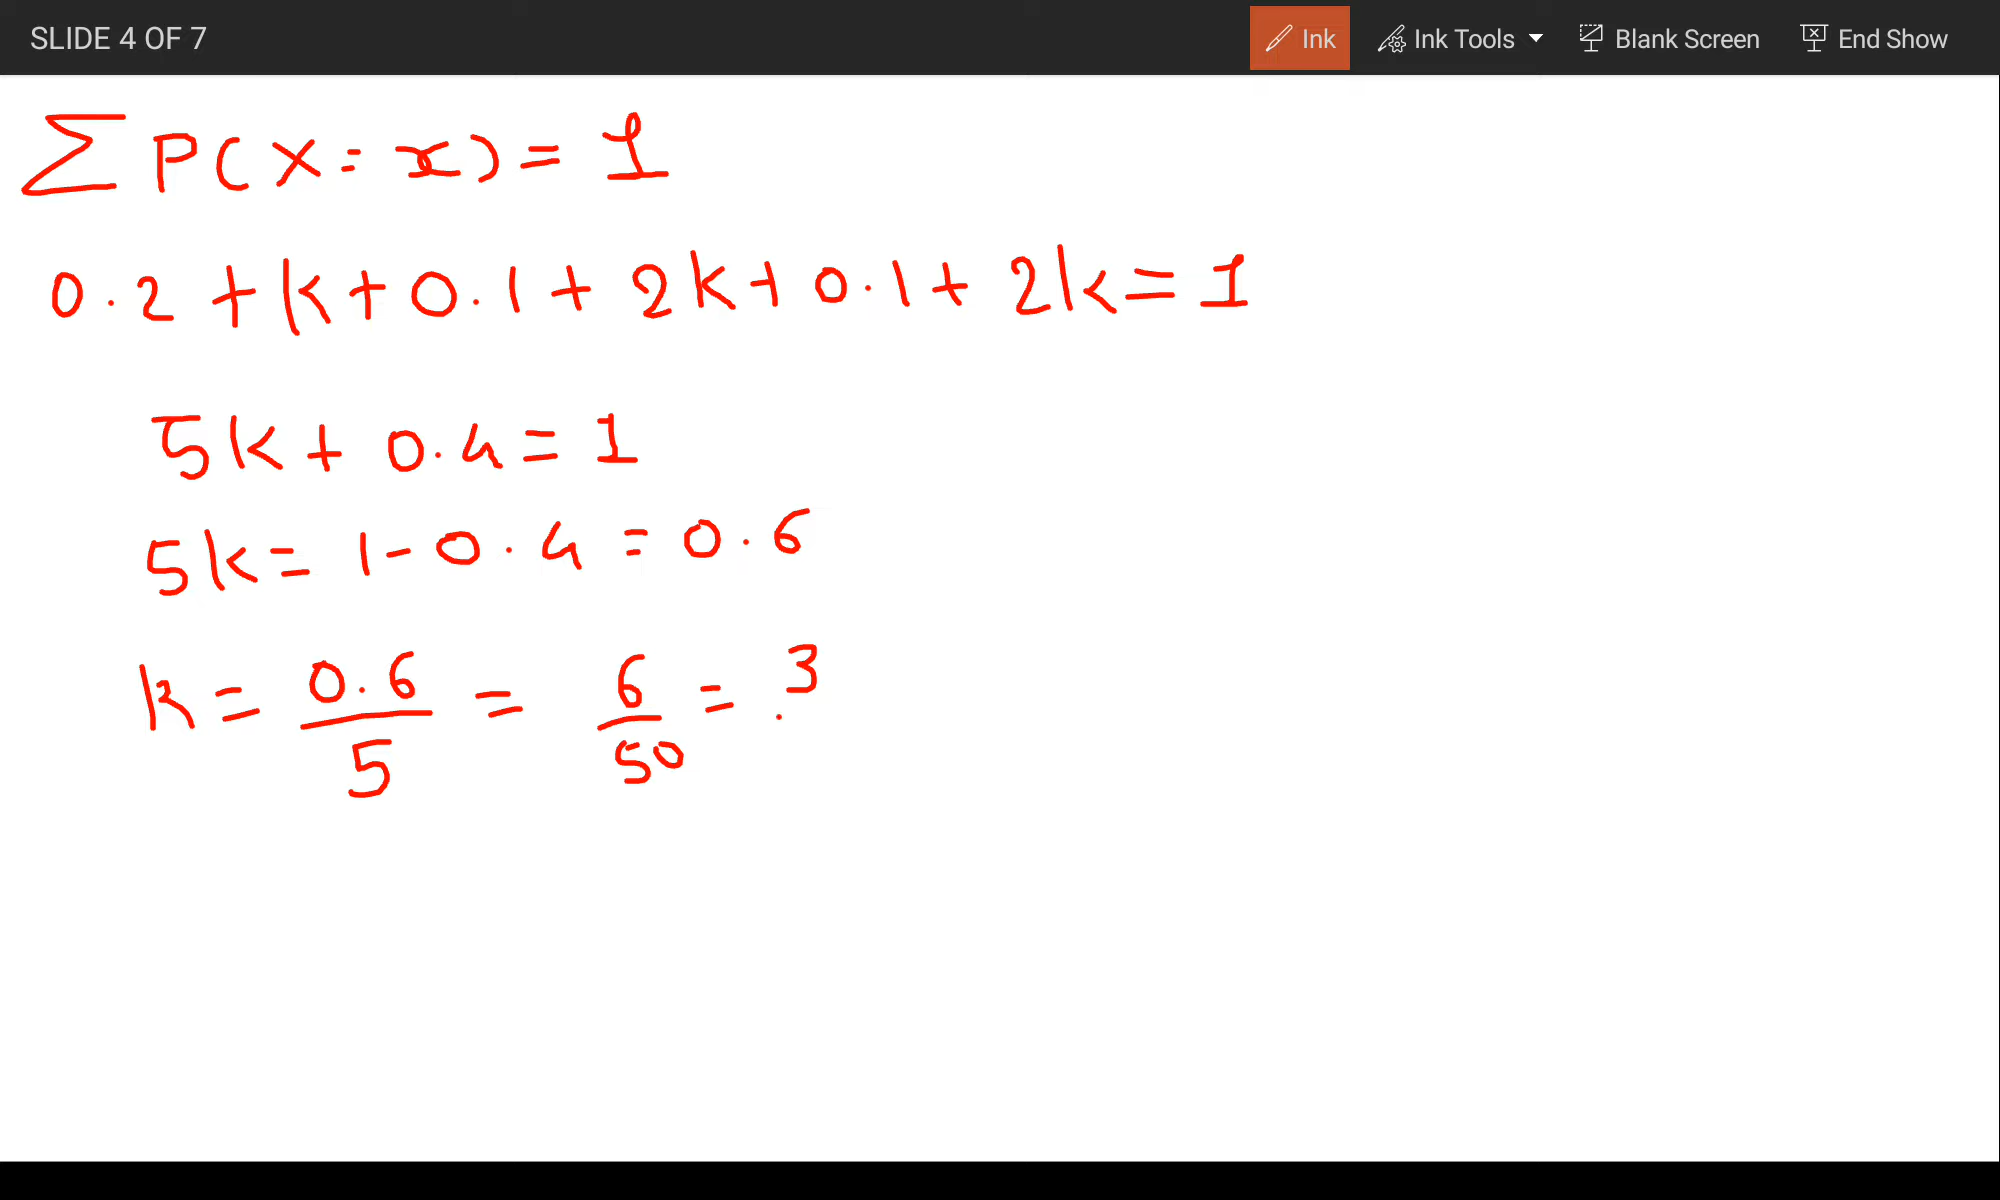 SLIDE 4 OF 7 Ink Ink Tools Blank Screen End Show
∑ P(X = x) = 1
0.2 + k + 0.1 + 2k + 0.1 + 2k = 1
5k + 0.4 = 1
5k = 1 - 0.4 = 0.6
k = 0.6/5 = 6/50 = 3